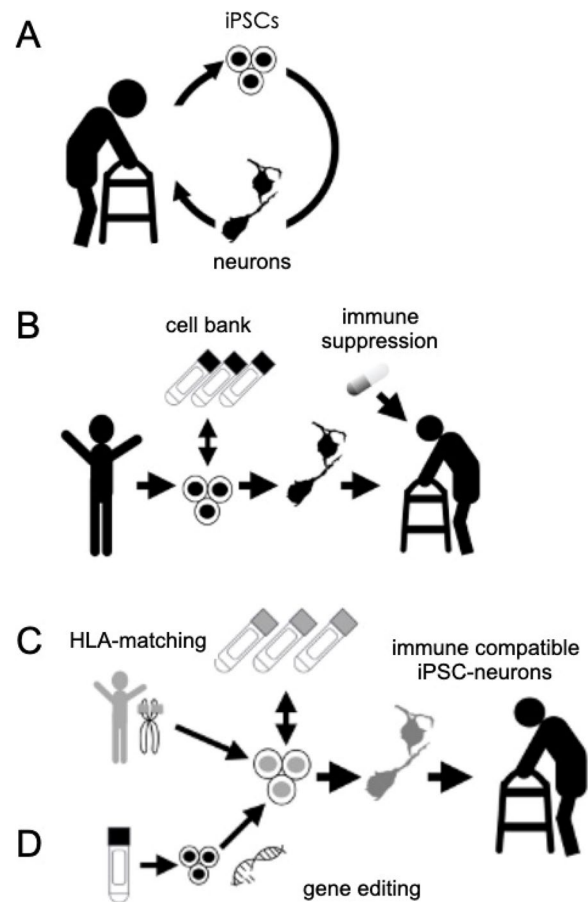 A
iPSCs
neurons
B
cell bank
immune
suppression
C
HLA-matching
immune compatible
iPSC-neurons
D
gene editing